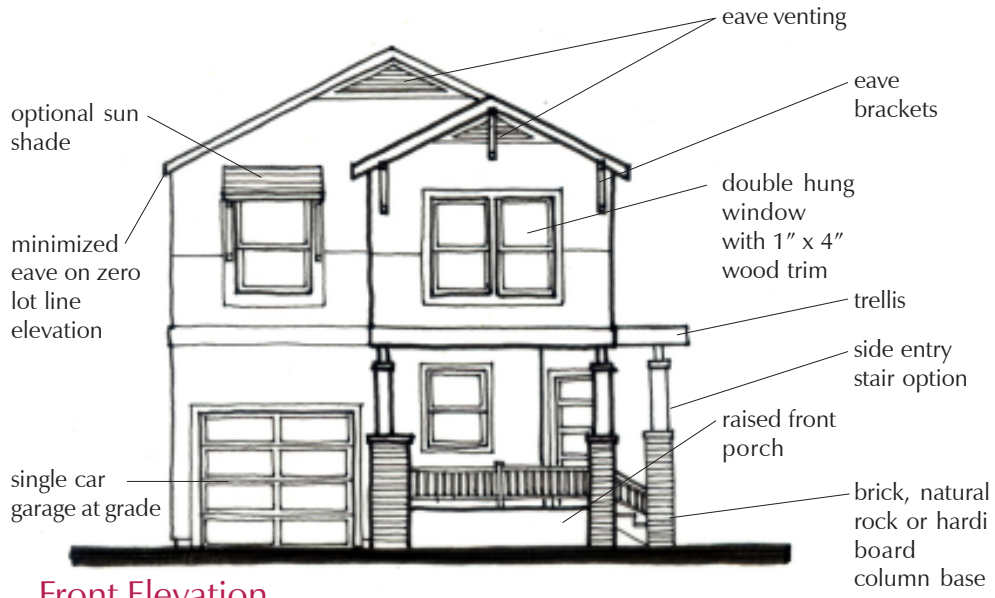 eave venting
eave
brackets
optional sun
shade
double hung
window
with 1” x 4”
wood trim
minimized
eave on zero
lot line
elevation
trellis
side entry
stair option
raised front
porch
single car
garage at grade
brick, natural
rock or hardi
board
column base
Front Elevation